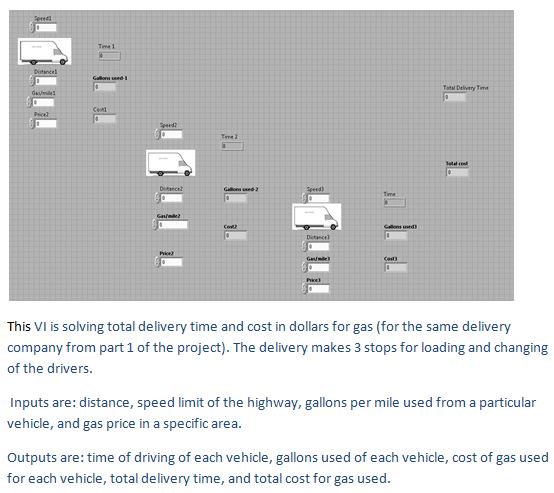 Speed1
0
Time 1
0
Distance1
0
Gallons used-1
0
Gas/mile1
0
Total Delivery Time
0
Price2
0
Cost1
0
Speed2
0
Time 2
0
Total cost
0
Distance2
0
Gallons used-2
0
Speed3
0
Time
0
Gas/mile2
0
Cost2
0
Gallons used3
0
Distance3
0
Price2
0
Gas/mile3
0
Cost3
0
Price3
0
This VI is solving total delivery time and cost in dollars for gas (for the same delivery
company from part 1 of the project). The delivery makes 3 stops for loading and changing
of the drivers.
Inputs are: distance, speed limit of the highway, gallons per mile used from a particular
vehicle, and gas price in a specific area.
Outputs are: time of driving of each vehicle, gallons used of each vehicle, cost of gas used
for each vehicle, total delivery time, and total cost for gas used.